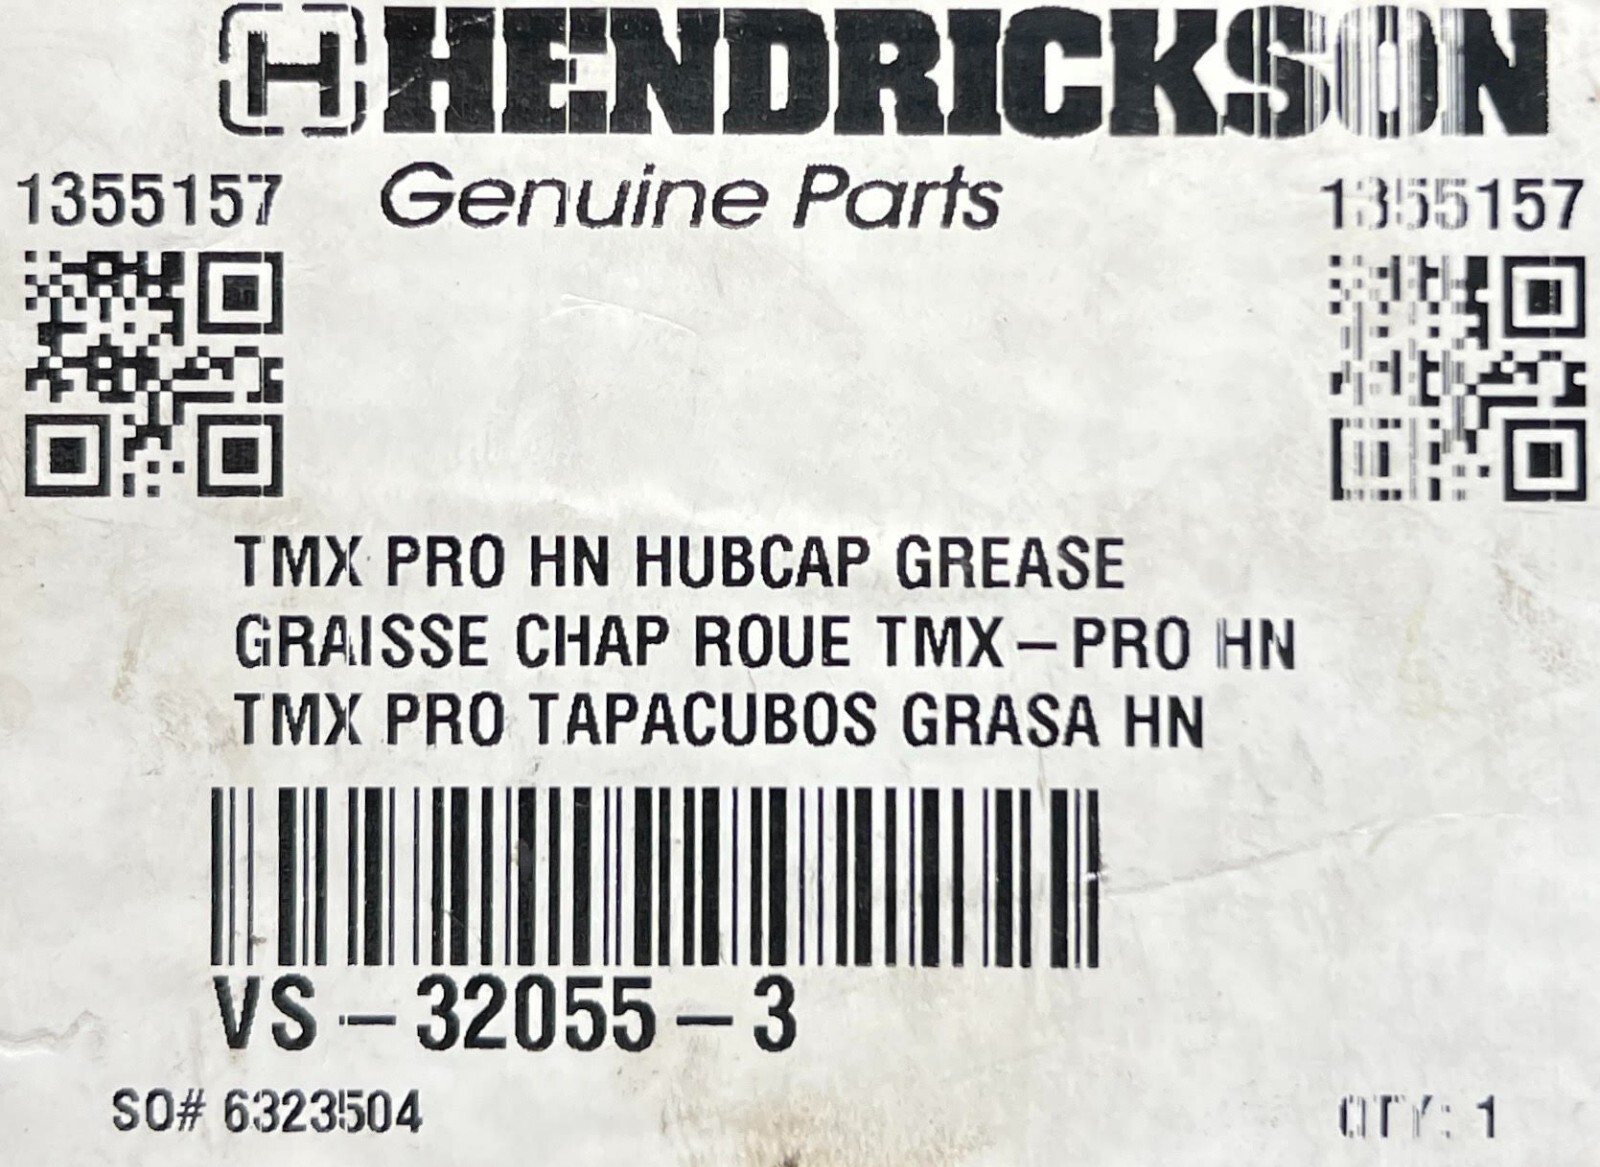 H HENDRICKSON
1355157 Genuine Parts 1355157
TMX PRO HN HUBCAP GREASE
GRAISSE CHAP ROUE TMX-PRO HN
TMX PRO TAPACUBOS GRASA HN
VS-32055-3
SO# 6323504 QTY: 1